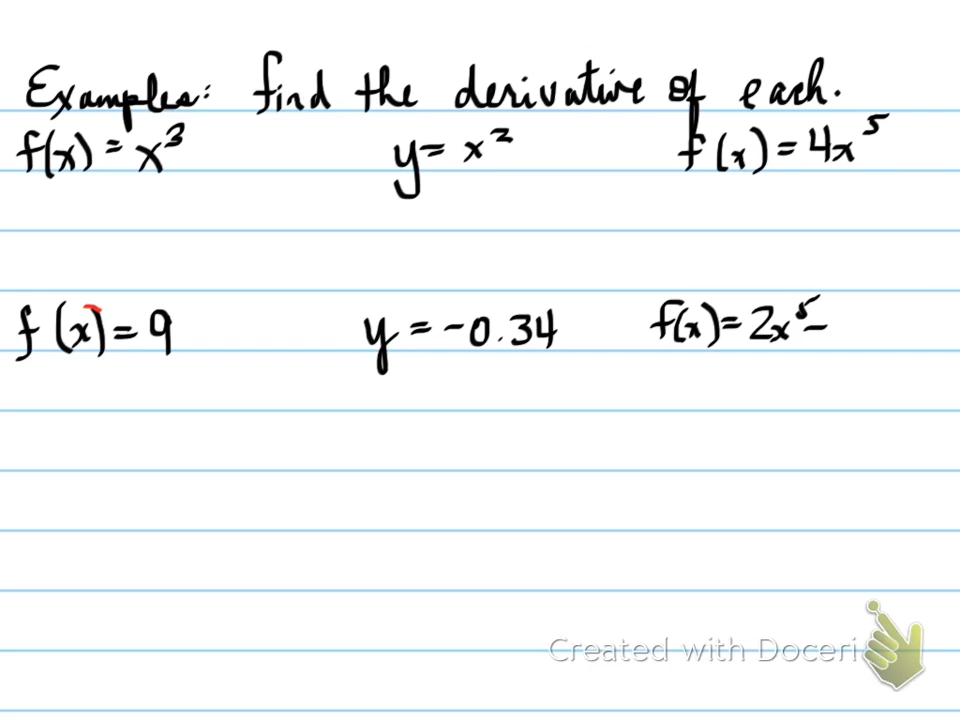 Examples: find the derivative of each.
f(x) = x³ y = x² f(x) = 4x⁵
f(x) = 9 y = -0.34 f(x) = 2x⁵ -
Created with Doceri